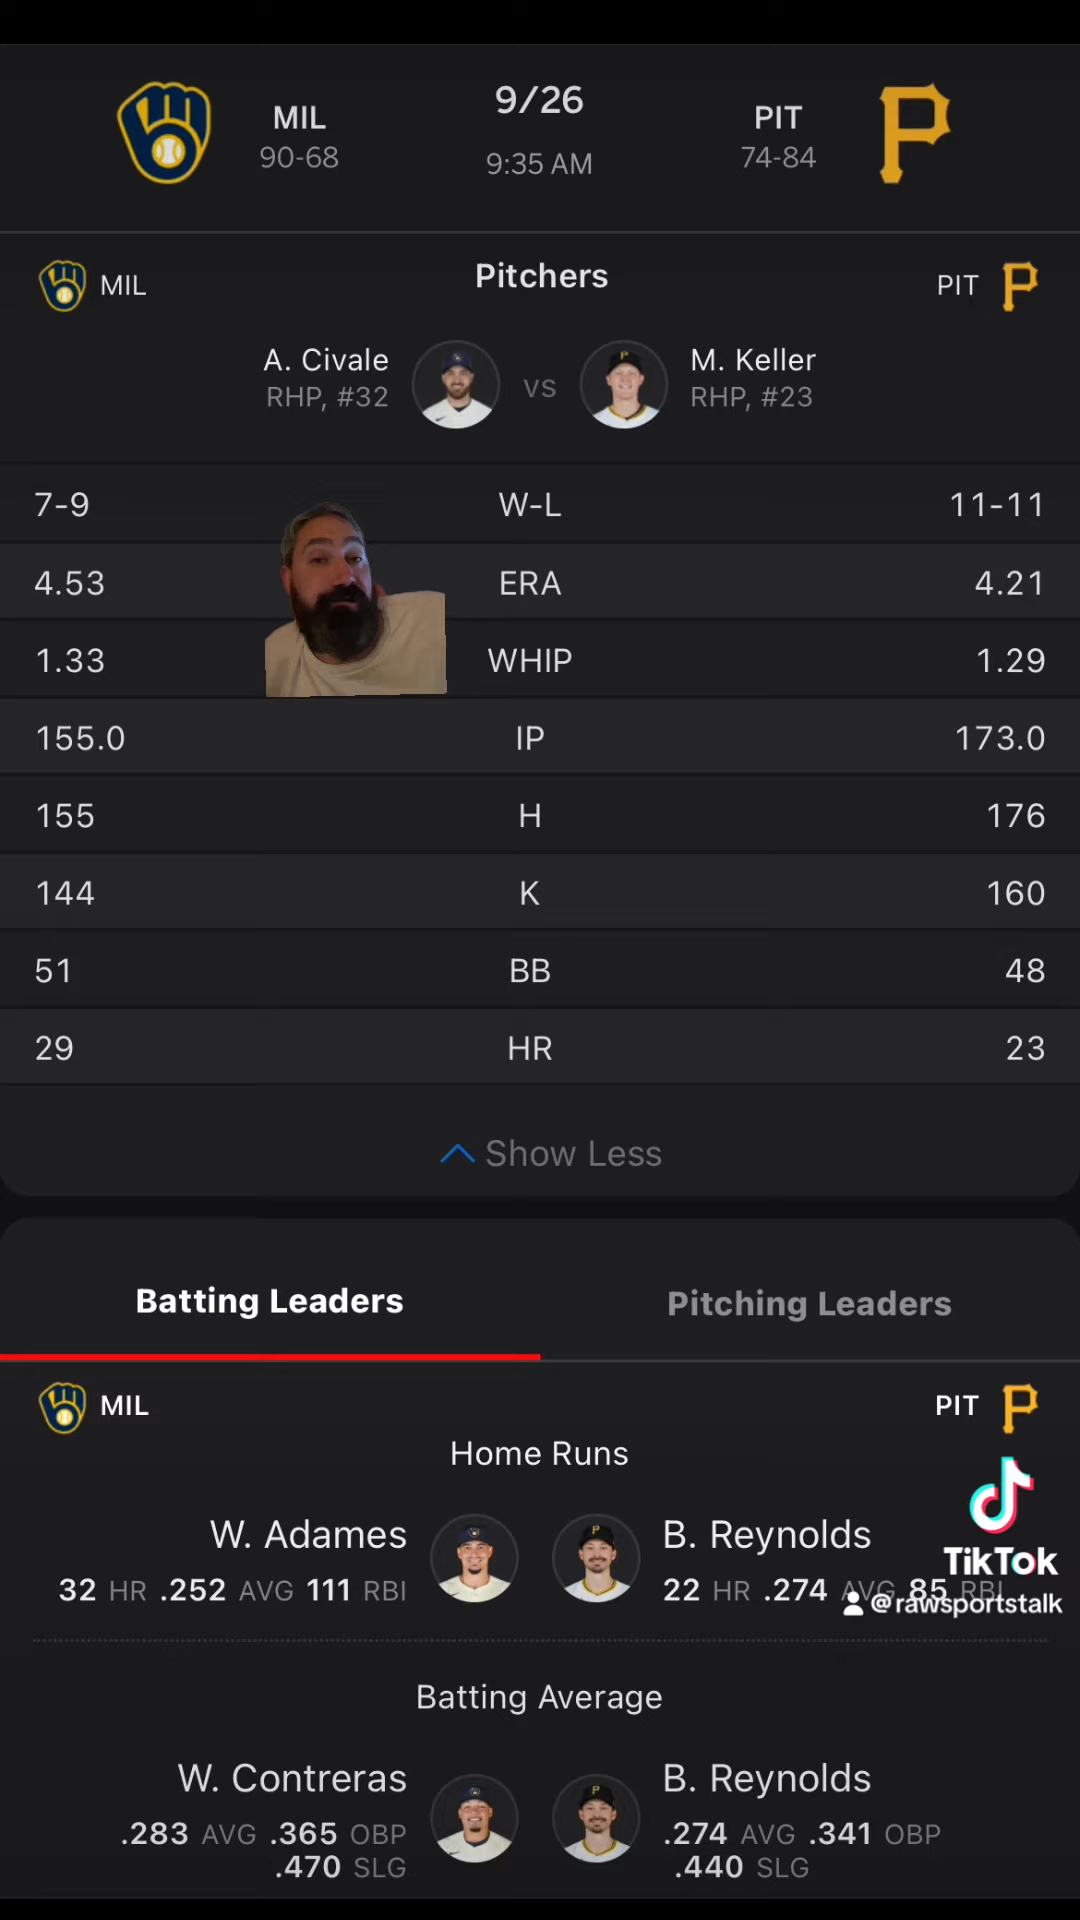 MIL
90-68
9/26
9:35 AM
PIT
74-84
P
MIL
Pitchers
PIT P
A. Civale
RHP, #32
vs
M. Keller
RHP, #23
7-9 W-L 11-11
4.53 ERA 4.21
1.33 WHIP 1.29
155.0 IP 173.0
155 H 176
144 K 160
51 BB 48
29 HR 23
Show Less
Batting Leaders Pitching Leaders
MIL PIT P
Home Runs
W. Adames B. Reynolds
32 HR .252 AVG 111 RBI 22 HR .274 AVG 85 RBI
TikTok
@rawsportstalk
Batting Average
W. Contreras B. Reynolds
.283 AVG .365 OBP .274 AVG .341 OBP
.470 SLG .440 SLG